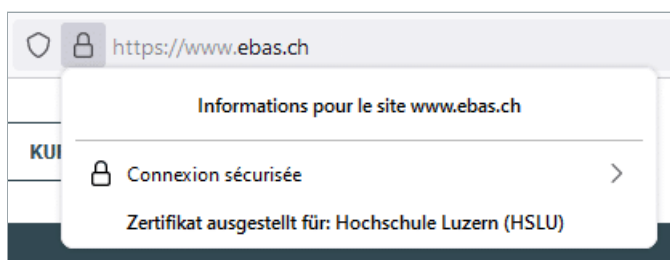 https://www.ebas.ch
Informations pour le site www.ebas.ch
KUI
Connexion sécurisée
Zertifikat ausgestellt für: Hochschule Luzern (HSLU)